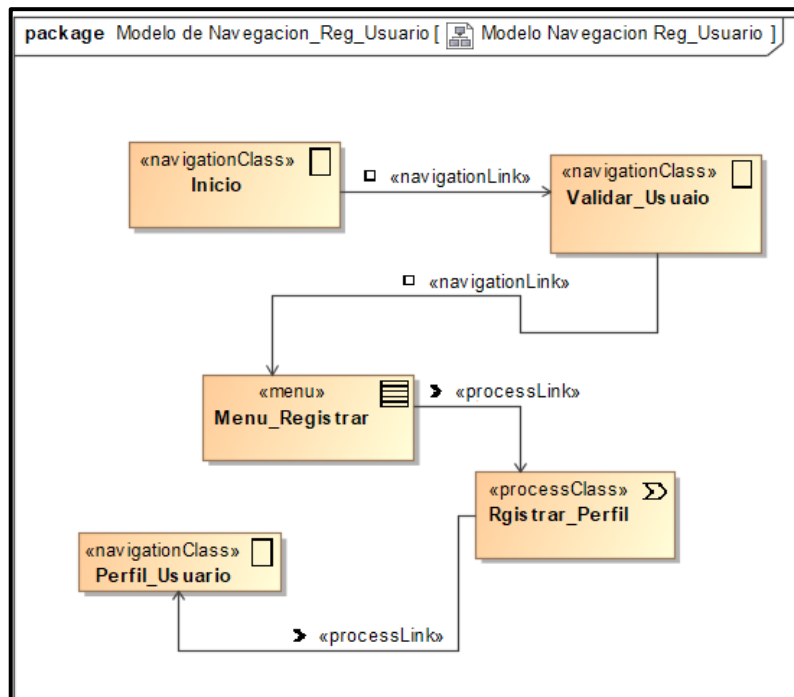 package Modelo de Navegacion_Reg_Usuario [ Modelo Navegacion Reg_Usuario ]
«navigationClass»
Inicio
«navigationLink»
«navigationClass»
Validar_Usuaio
«navigationLink»
«menu»
Menu_Registrar
«processLink»
«processClass»
Rgistrar_Perfil
«navigationClass»
Perfil_Usuario
«processLink»